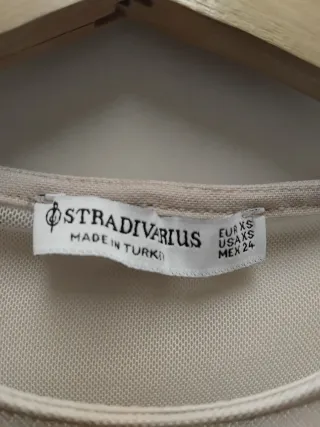 STRADIVARIUS
MADE IN TURKEY
EUR XS
USA XS
MEX 24